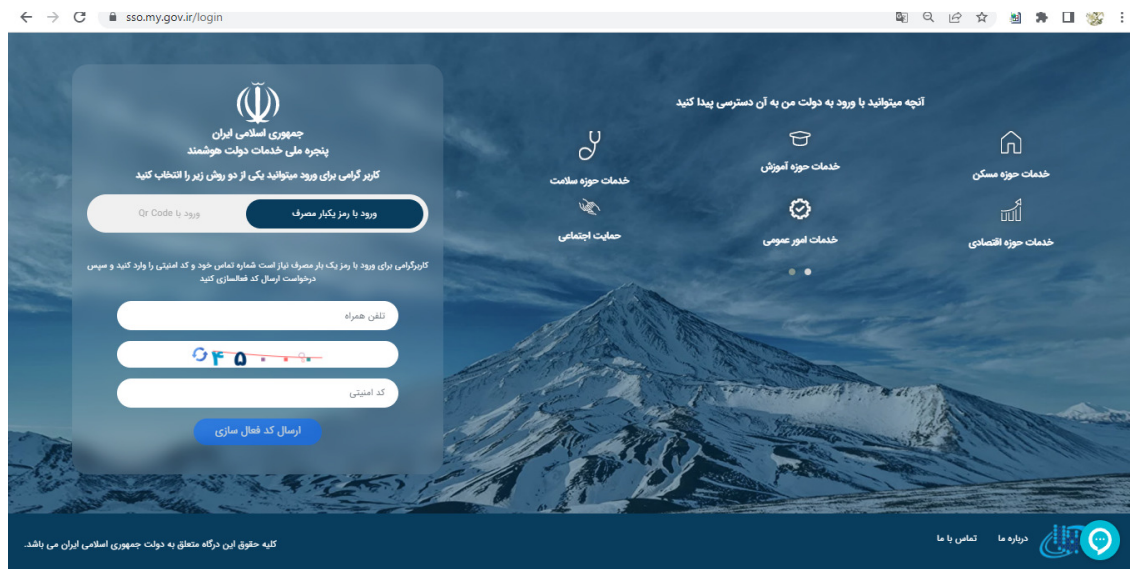 sso.my.gov.ir/login
جمهوری اسلامی ایران
پنجره ملی خدمات دولت هوشمند
کاربر گرامی برای ورود میتوانید یکی از دو روش زیر را انتخاب کنید
ورود با رمز یکبار مصرف
ورود با Qr Code
کاربرگرامی برای ورود با رمز یک بار مصرف نیاز است شماره تماس خود و کد امنیتی را وارد کنید و سپس
درخواست ارسال کد فعالسازی کنید
تلفن همراه
کد امنیتی
ارسال کد فعال سازی
آنچه میتوانید با ورود به دولت من به آن دسترسی پیدا کنید
خدمات حوزه مسکن
خدمات حوزه آموزش
خدمات حوزه سلامت
خدمات حوزه اقتصادی
خدمات امور عمومی
حمایت اجتماعی
درباره ما
تماس با ما
کلیه حقوق این درگاه متعلق به دولت جمهوری اسلامی ایران می باشد.